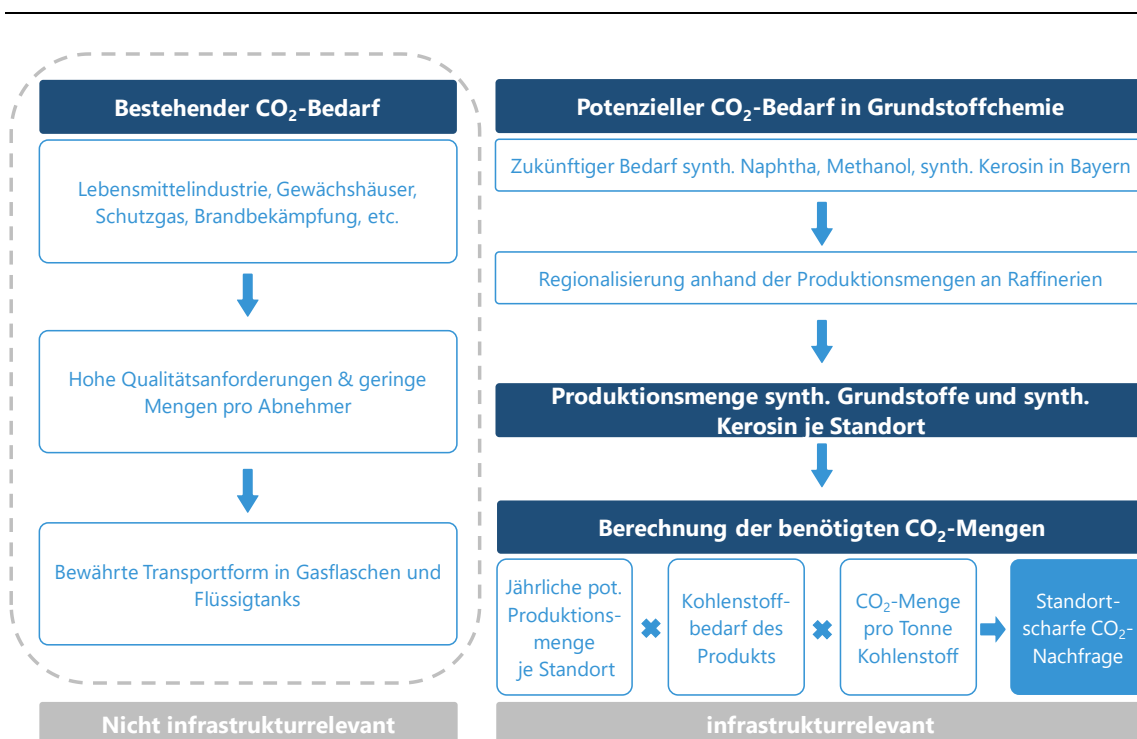 Bestehender CO₂-Bedarf
Lebensmittelindustrie, Gewächshäuser,
Schutzgas, Brandbekämpfung, etc.
Hohe Qualitätsanforderungen & geringe
Mengen pro Abnehmer
Bewährte Transportform in Gasflaschen und
Flüssigtanks
Nicht infrastrukturrelevant
Potenzieller CO₂-Bedarf in Grundstoffchemie
Zukünftiger Bedarf synth. Naphtha, Methanol, synth. Kerosin in Bayern
Regionalisierung anhand der Produktionsmengen an Raffinerien
Produktionsmenge synth. Grundstoffe und synth.
Kerosin je Standort
Berechnung der benötigten CO₂-Mengen
Jährliche pot.
Produktions-
menge
je Standort
Kohlenstoff-
bedarf des
Produkts
CO₂-Menge
pro Tonne
Kohlenstoff
Standort-
scharfe CO₂-
Nachfrage
infrastrukturrelevant